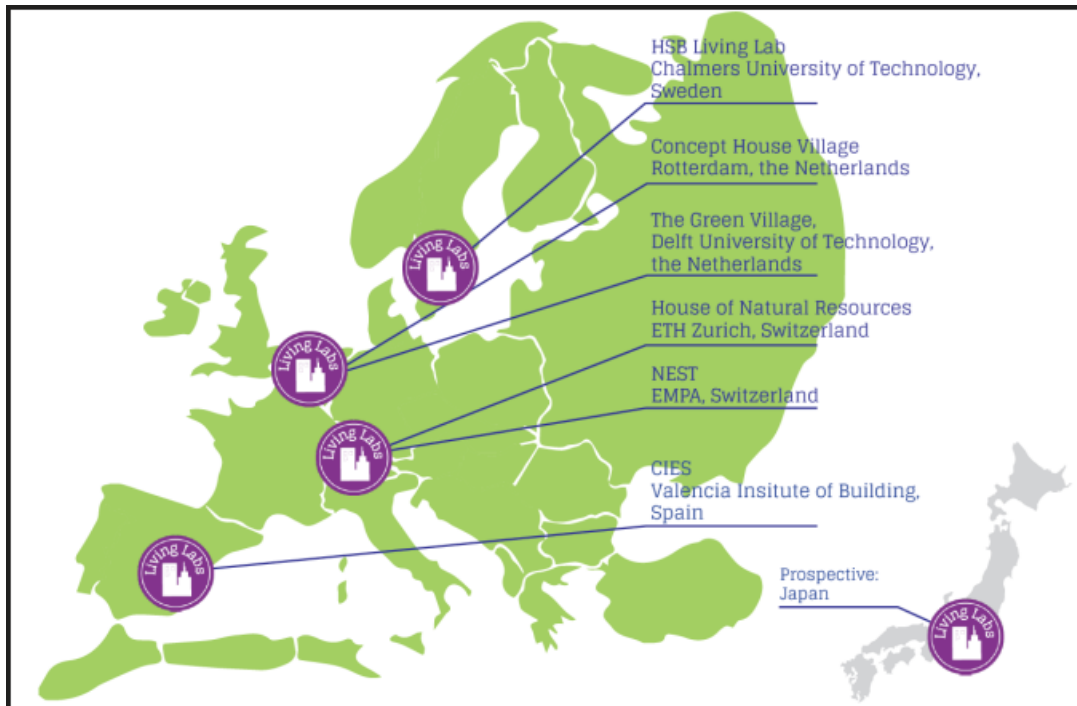 HSB Living Lab
Chalmers University of Technology,
Sweden
Concept House Village
Rotterdam, the Netherlands
The Green Village,
Delft University of Technology,
the Netherlands
House of Natural Resources
ETH Zurich, Switzerland
NEST
EMPA, Switzerland
CIES
Valencia Insitute of Building,
Spain
Prospective:
Japan
Living Labs
Living Labs
Living Labs
Living Labs
Living Labs